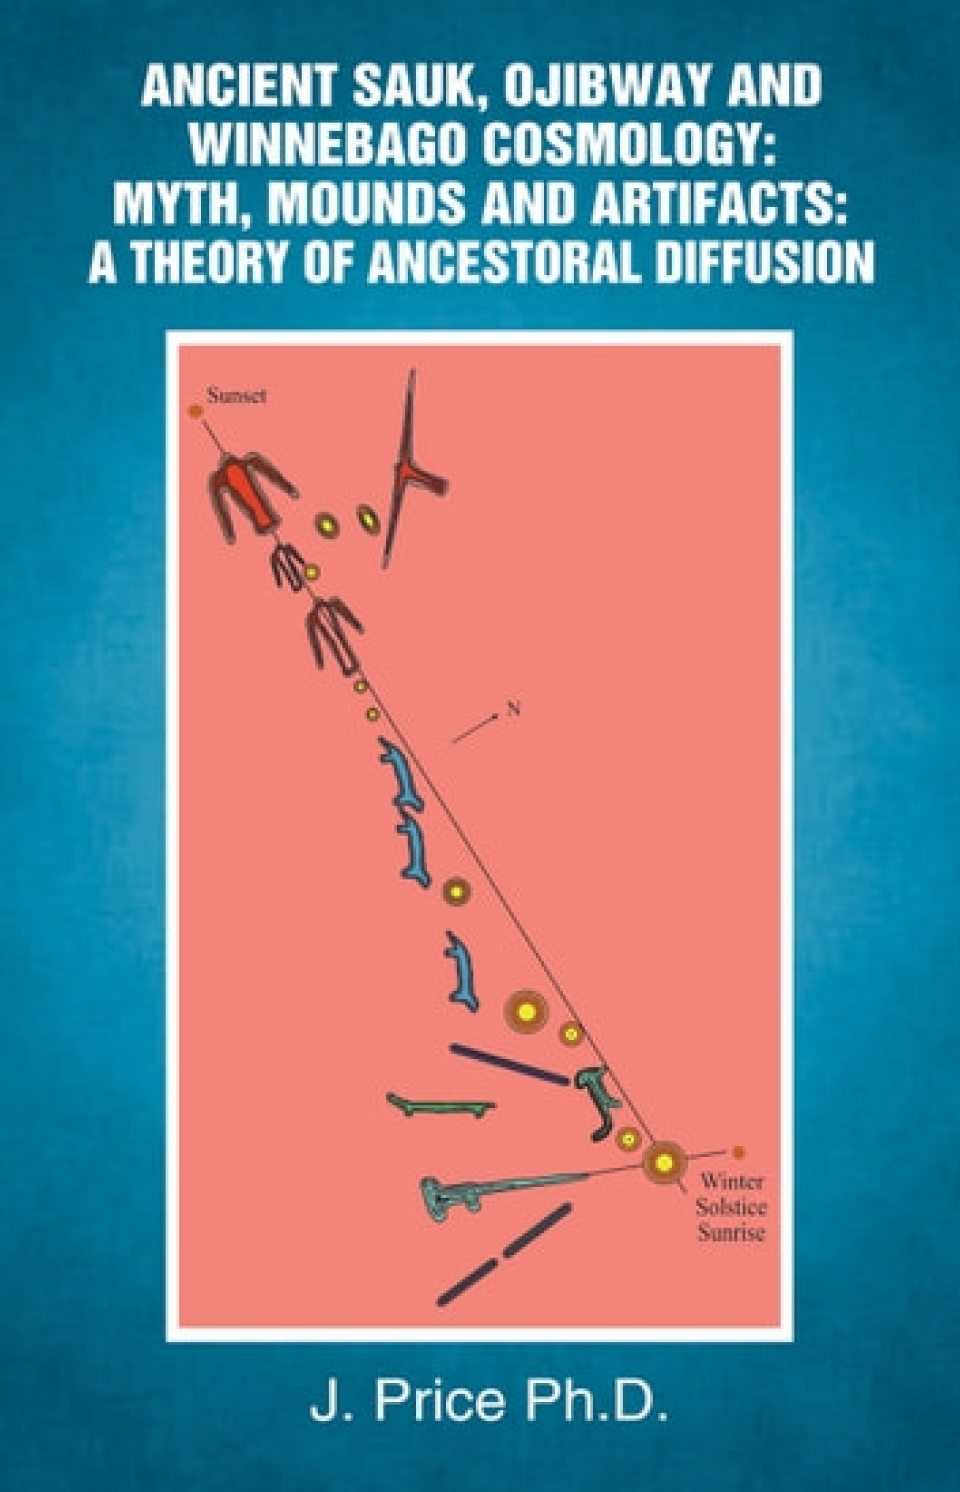 ANCIENT SAUK, OJIBWAY AND
WINNEBAGO COSMOLOGY:
MYTH, MOUNDS AND ARTIFACTS:
A THEORY OF ANCESTORAL DIFFUSION
Sunset
N
Winter
Solstice
Sunrise
J. Price Ph.D.